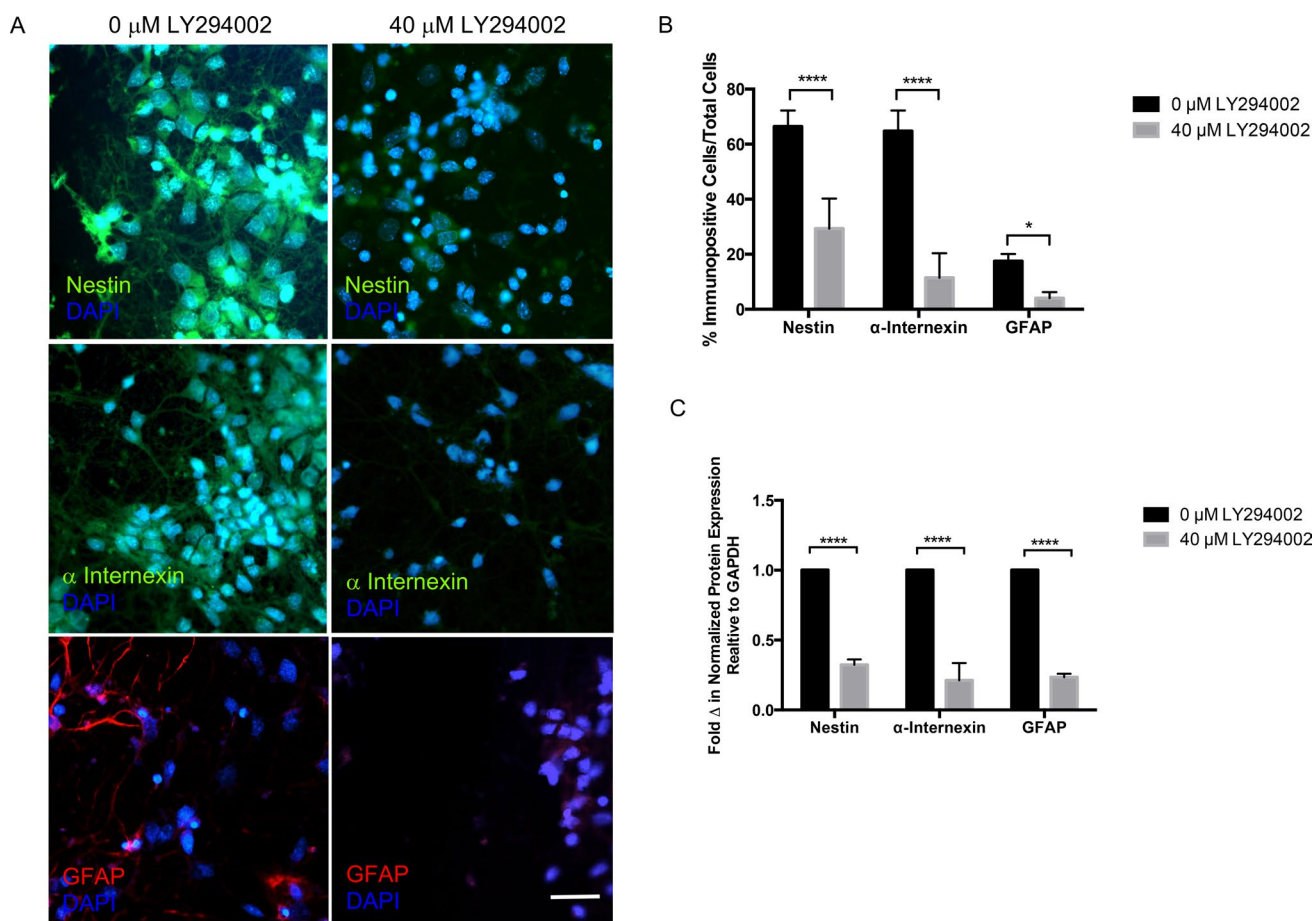 A
0 μM LY294002
40 μM LY294002
Nestin
DAPI
Nestin
DAPI
α Internexin
DAPI
α Internexin
DAPI
GFAP
DAPI
GFAP
DAPI
B
% Immunopositive Cells/Total Cells
80
60
40
20
0
****
****
*
Nestin
α-Internexin
GFAP
0 μM LY294002
40 μM LY294002
C
Fold Δ in Normalized Protein Expression
Realtive to GAPDH
1.5
1.0
0.5
0.0
****
****
****
Nestin
α-Internexin
GFAP
0 μM LY294002
40 μM LY294002